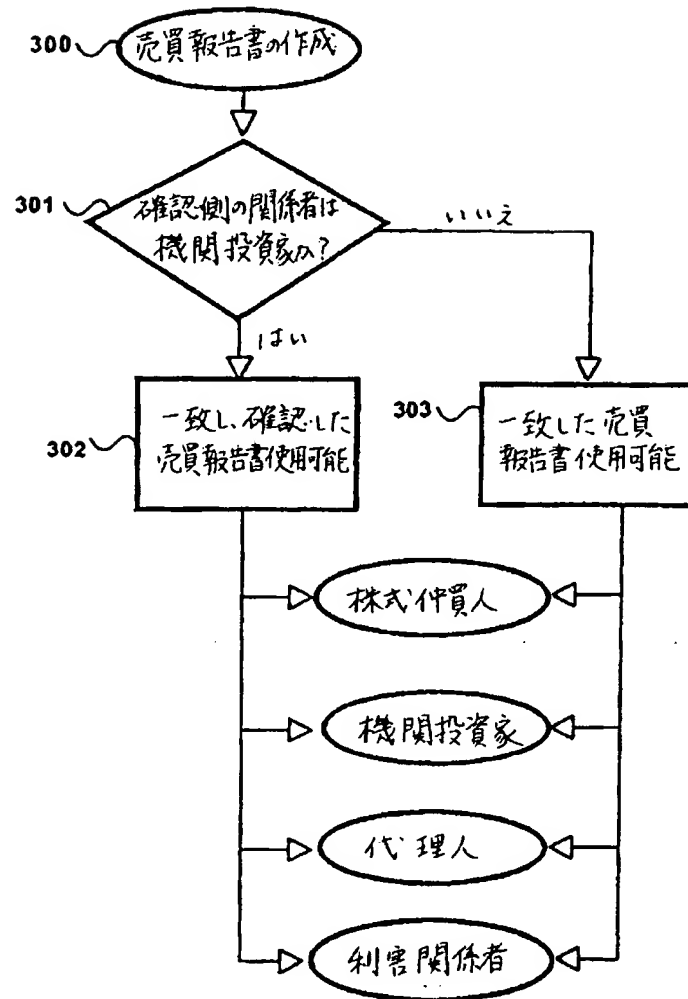 300
売買報告書の作成
301
確認側の関係者は
機関投資家か?
いいえ
はい
302
一致し、確認した
売買報告書使用可能
303
一致した売買
報告書使用可能
株式仲買人
機関投資家
代理人
利害関係者